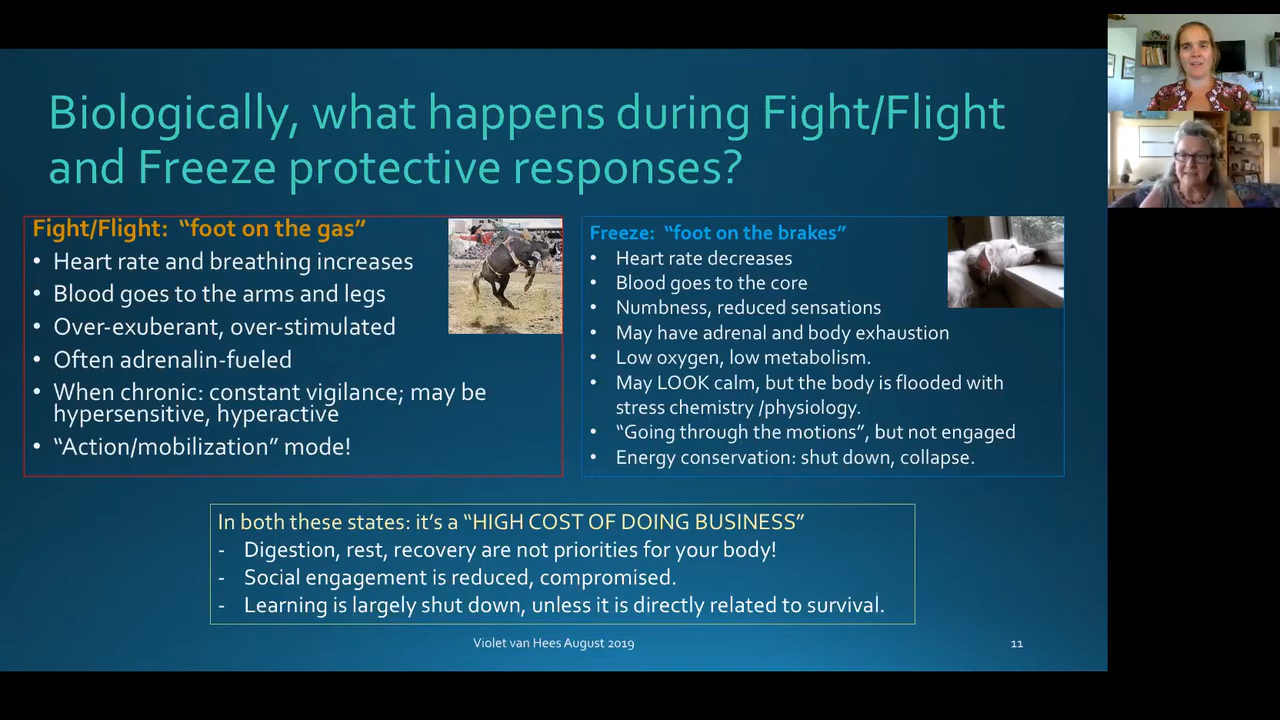 Biologically, what happens during Fight/Flight
and Freeze protective responses?
Fight/Flight: “foot on the gas”
• Heart rate and breathing increases
• Blood goes to the arms and legs
• Over-exuberant, over-stimulated
• Often adrenalin-fueled
• When chronic: constant vigilance; may be
hypersensitive, hyperactive
• “Action/mobilization” mode!
Freeze: “foot on the brakes”
• Heart rate decreases
• Blood goes to the core
• Numbness, reduced sensations
• May have adrenal and body exhaustion
• Low oxygen, low metabolism.
• May LOOK calm, but the body is flooded with
stress chemistry /physiology.
• “Going through the motions”, but not engaged
• Energy conservation: shut down, collapse.
In both these states: it’s a “HIGH COST OF DOING BUSINESS”
- Digestion, rest, recovery are not priorities for your body!
- Social engagement is reduced, compromised.
- Learning is largely shut down, unless it is directly related to survival.
Violet van Hees August 2019
11